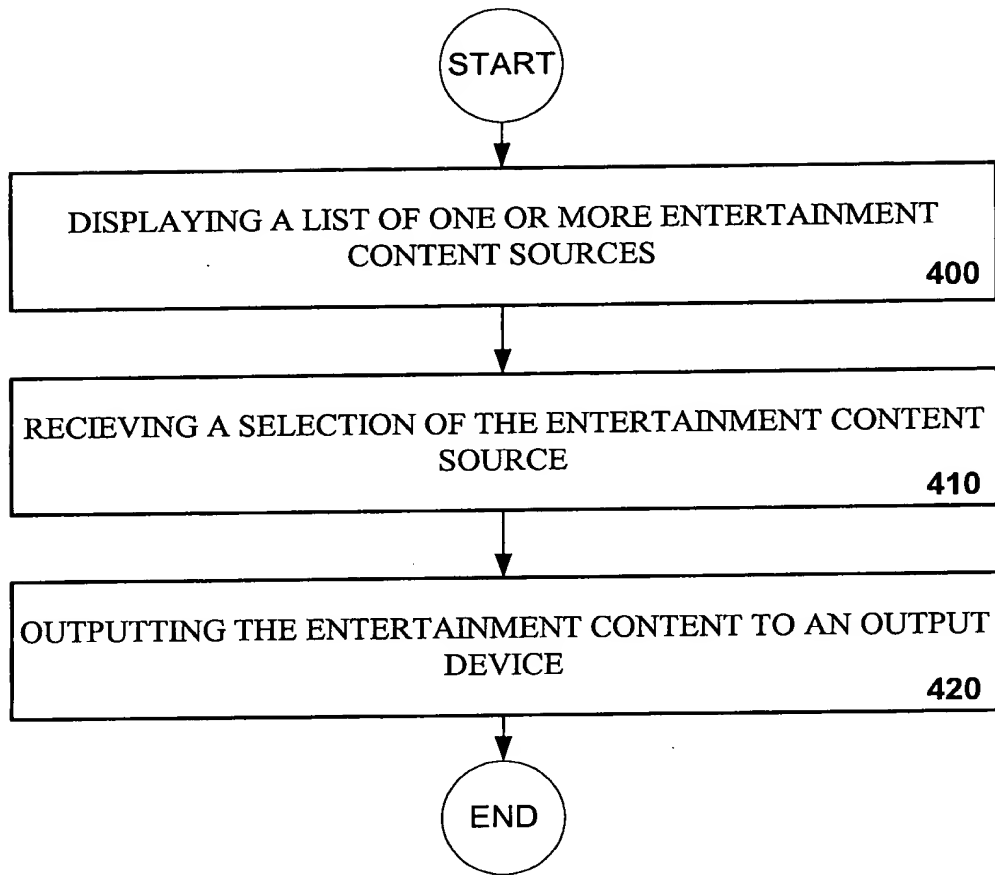 START
DISPLAYING A LIST OF ONE OR MORE ENTERTAINMENT
CONTENT SOURCES
400
RECIEVING A SELECTION OF THE ENTERTAINMENT CONTENT
SOURCE
410
OUTPUTTING THE ENTERTAINMENT CONTENT TO AN OUTPUT
DEVICE
420
END